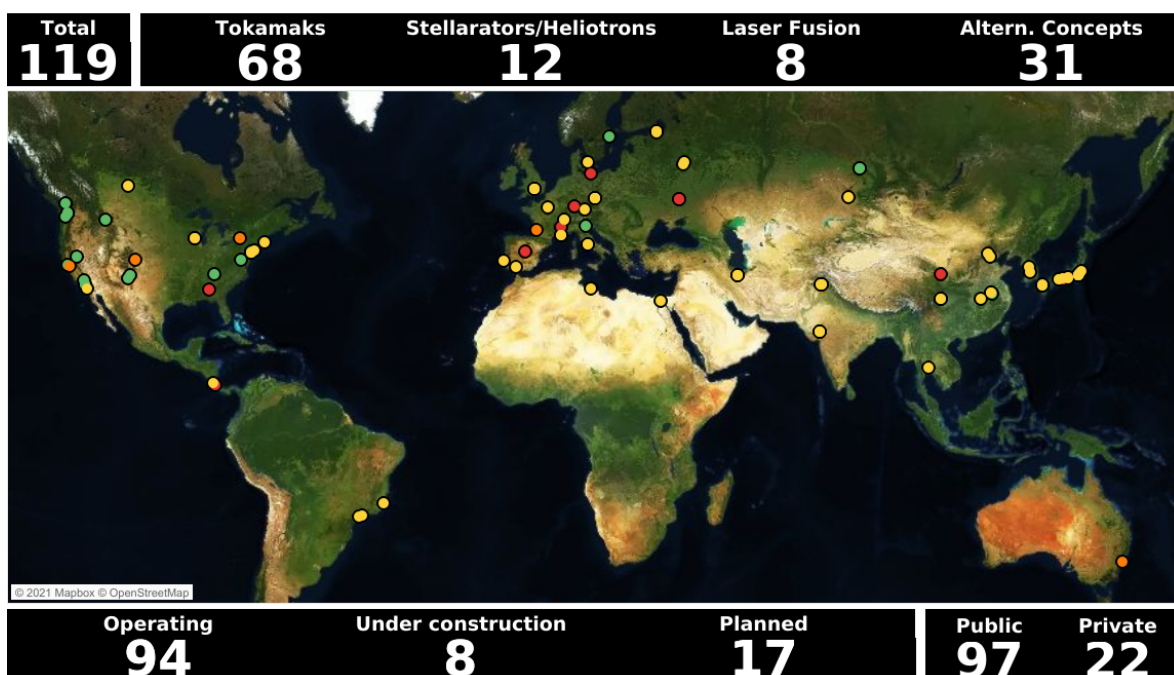 Total Tokamaks Stellarators/Heliotrons Laser Fusion Altern. Concepts
119 68 12 8 31
© 2021 Mapbox © OpenStreetMap
Operating Under construction Planned Public Private
94 8 17 97 22